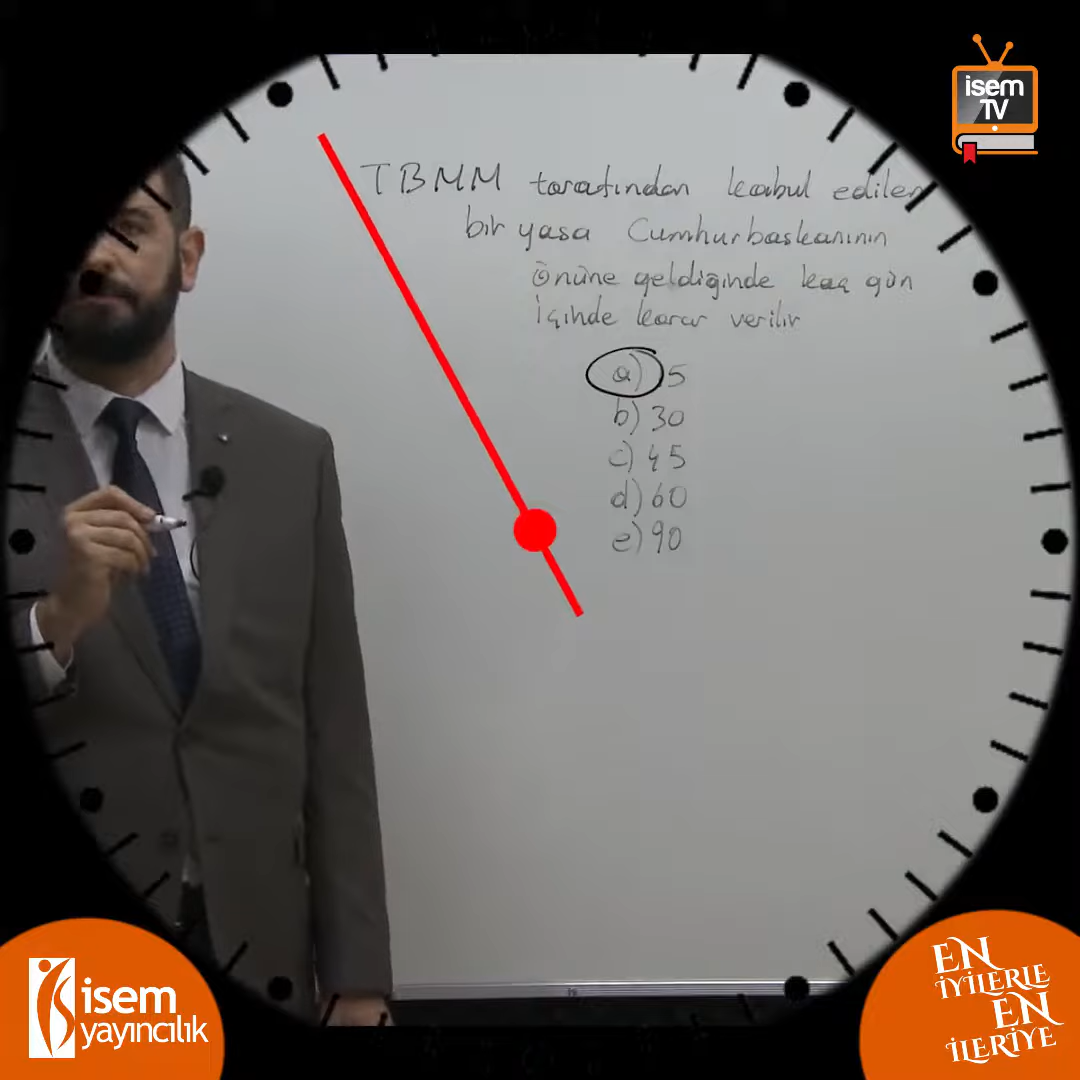 isem
TV
TBMM tarafından kabul edilen
bir yasa Cumhurbaşkanının
önüne geldiğinde kaç gün
içinde karar verilir
a) 15
b) 30
c) 45
d) 60
e) 90
isem
yayıncılık
EN
İYİLERLE
EN
İLERİYE